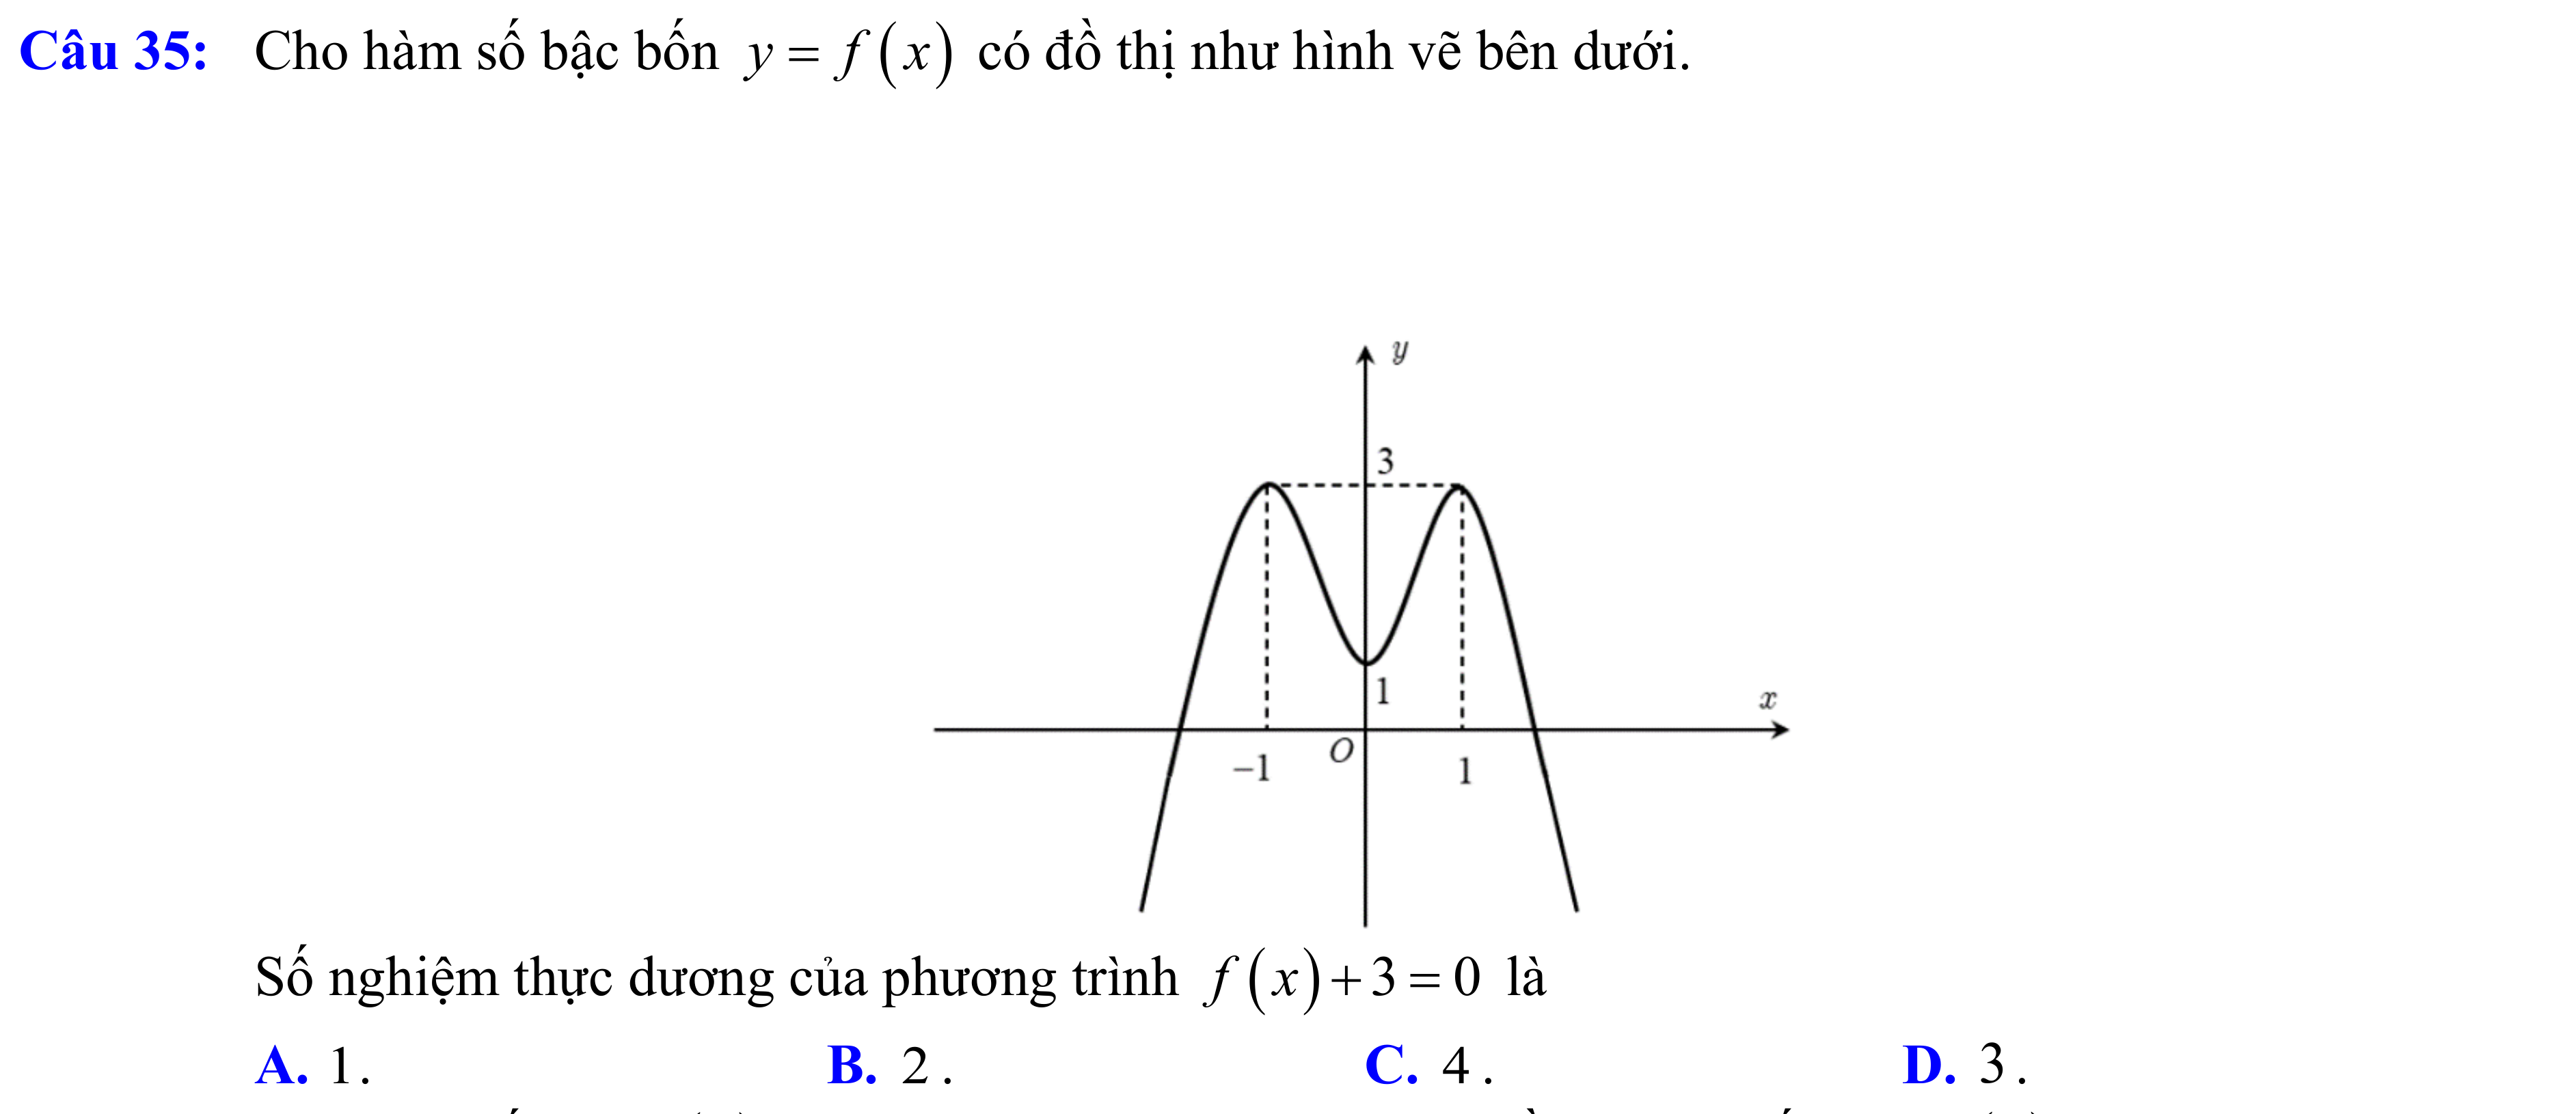 Câu 35: Cho hàm số bậc bốn y = f(x) có đồ thị như hình vẽ bên dưới.
y
3
1
x
O
−1
1
Số nghiệm thực dương của phương trình f(x)+3=0 là
A. 1. B. 2. C. 4. D. 3.